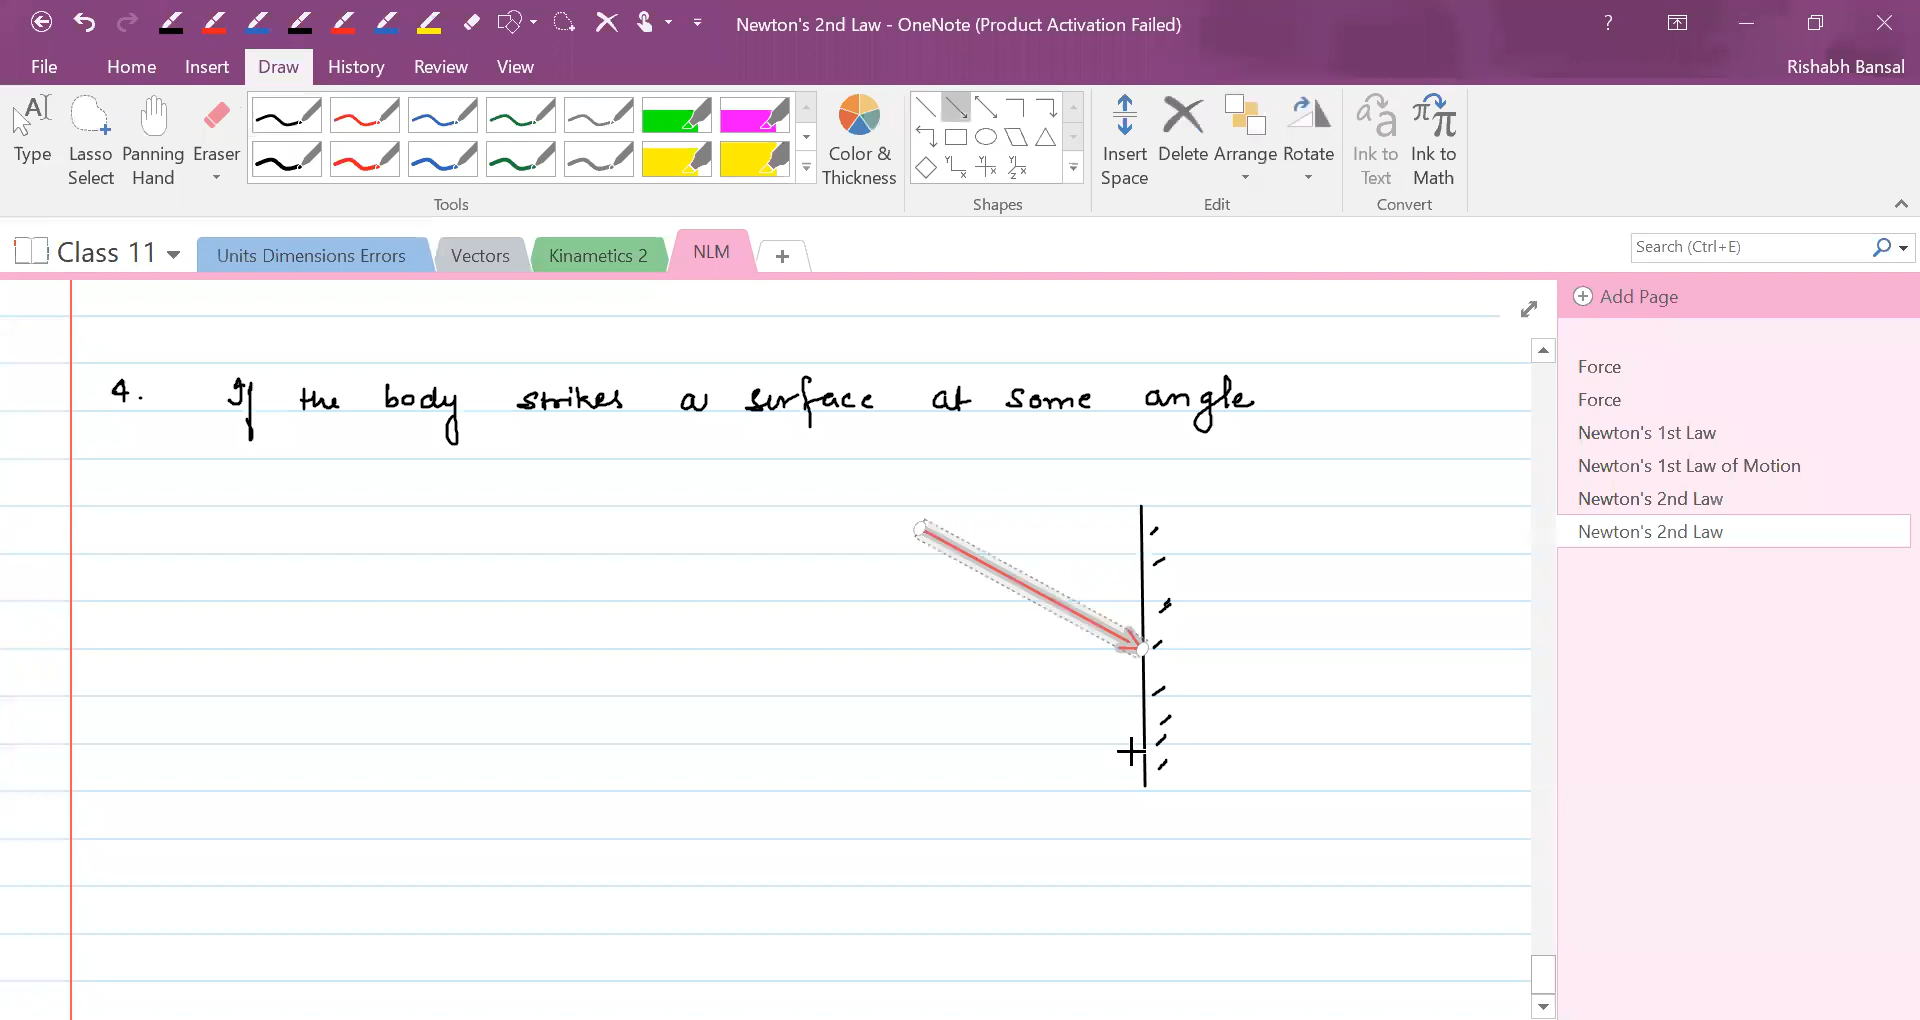 Newton's 2nd Law - OneNote (Product Activation Failed)
?
File Home Insert Draw History Review View
Rishabh Bansal
Type
Lasso Select
Panning Hand
Eraser
Color & Thickness
Insert Space
Delete
Arrange
Rotate
Ink to Text
Ink to Math
Tools
Shapes
Edit
Convert
Class 11
Units Dimensions Errors
Vectors
Kinametics 2
NLM
Search (Ctrl+E)
Add Page
Force
Force
Newton's 1st Law
Newton's 1st Law of Motion
Newton's 2nd Law
Newton's 2nd Law
4. If the body strikes a surface at some angle